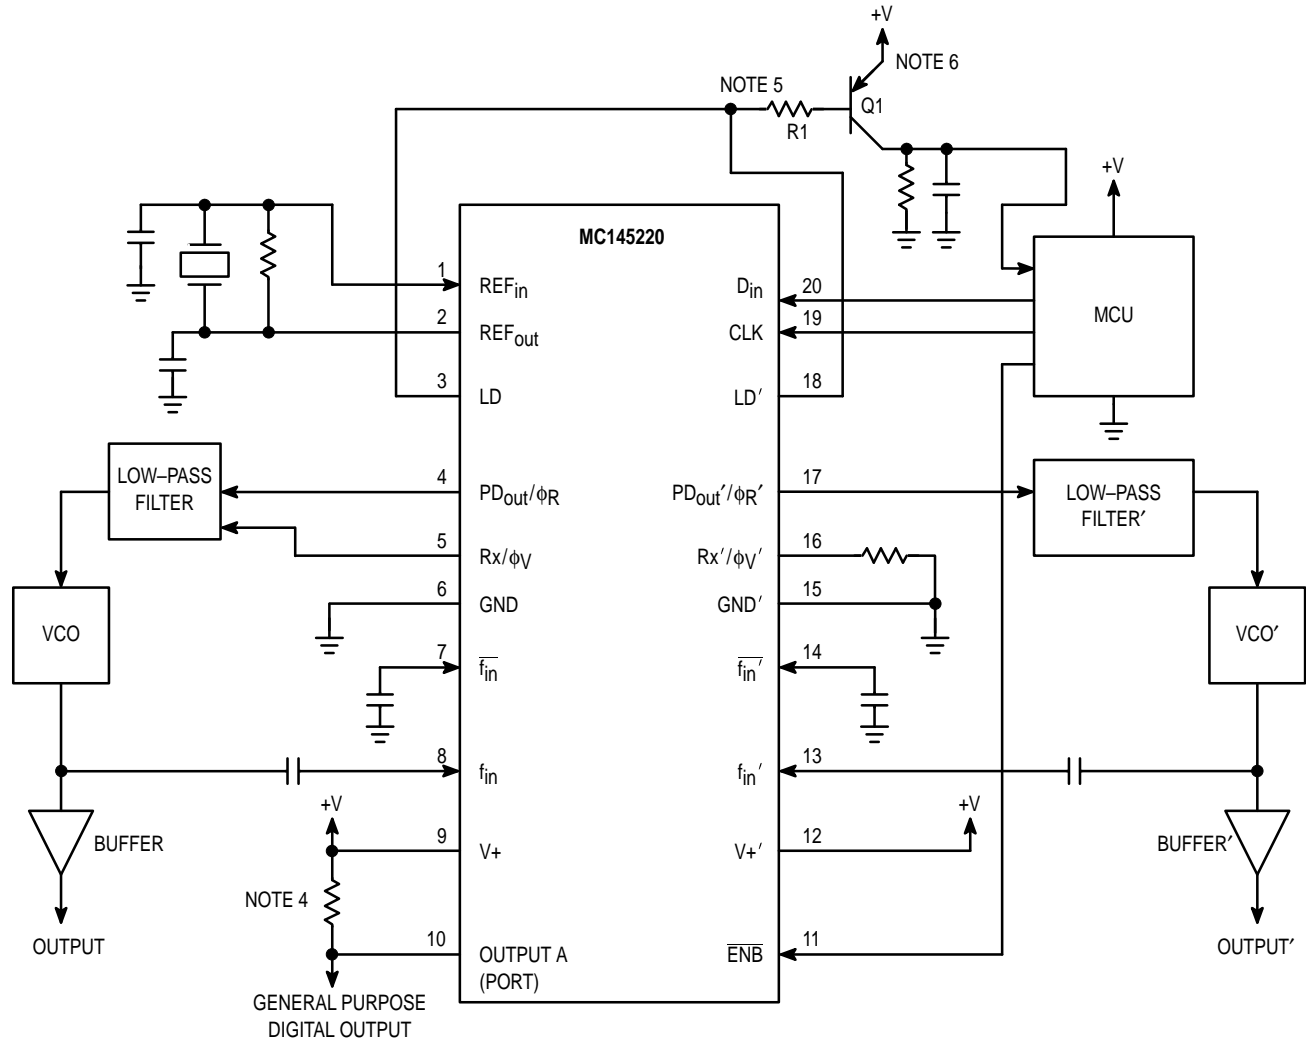 +V
NOTE 6
NOTE 5
Q1
R1
+V
MC145220
MCU
1
REFin
2
REFout
3
LD
Din
20
CLK
19
LD′
18
LOW–PASS
FILTER
4
PDout/ϕR
5
Rx/ϕV
6
GND
7
fin
8
fin
PDout′/ϕR′
17
Rx′/ϕV′
16
GND′
15
fin′
14
fin′
13
LOW–PASS
FILTER′
VCO
VCO′
BUFFER
OUTPUT
+V
9
V+
NOTE 4
10
OUTPUT A
(PORT)
GENERAL PURPOSE
DIGITAL OUTPUT
V+′
12
+V
ENB
11
BUFFER′
OUTPUT′